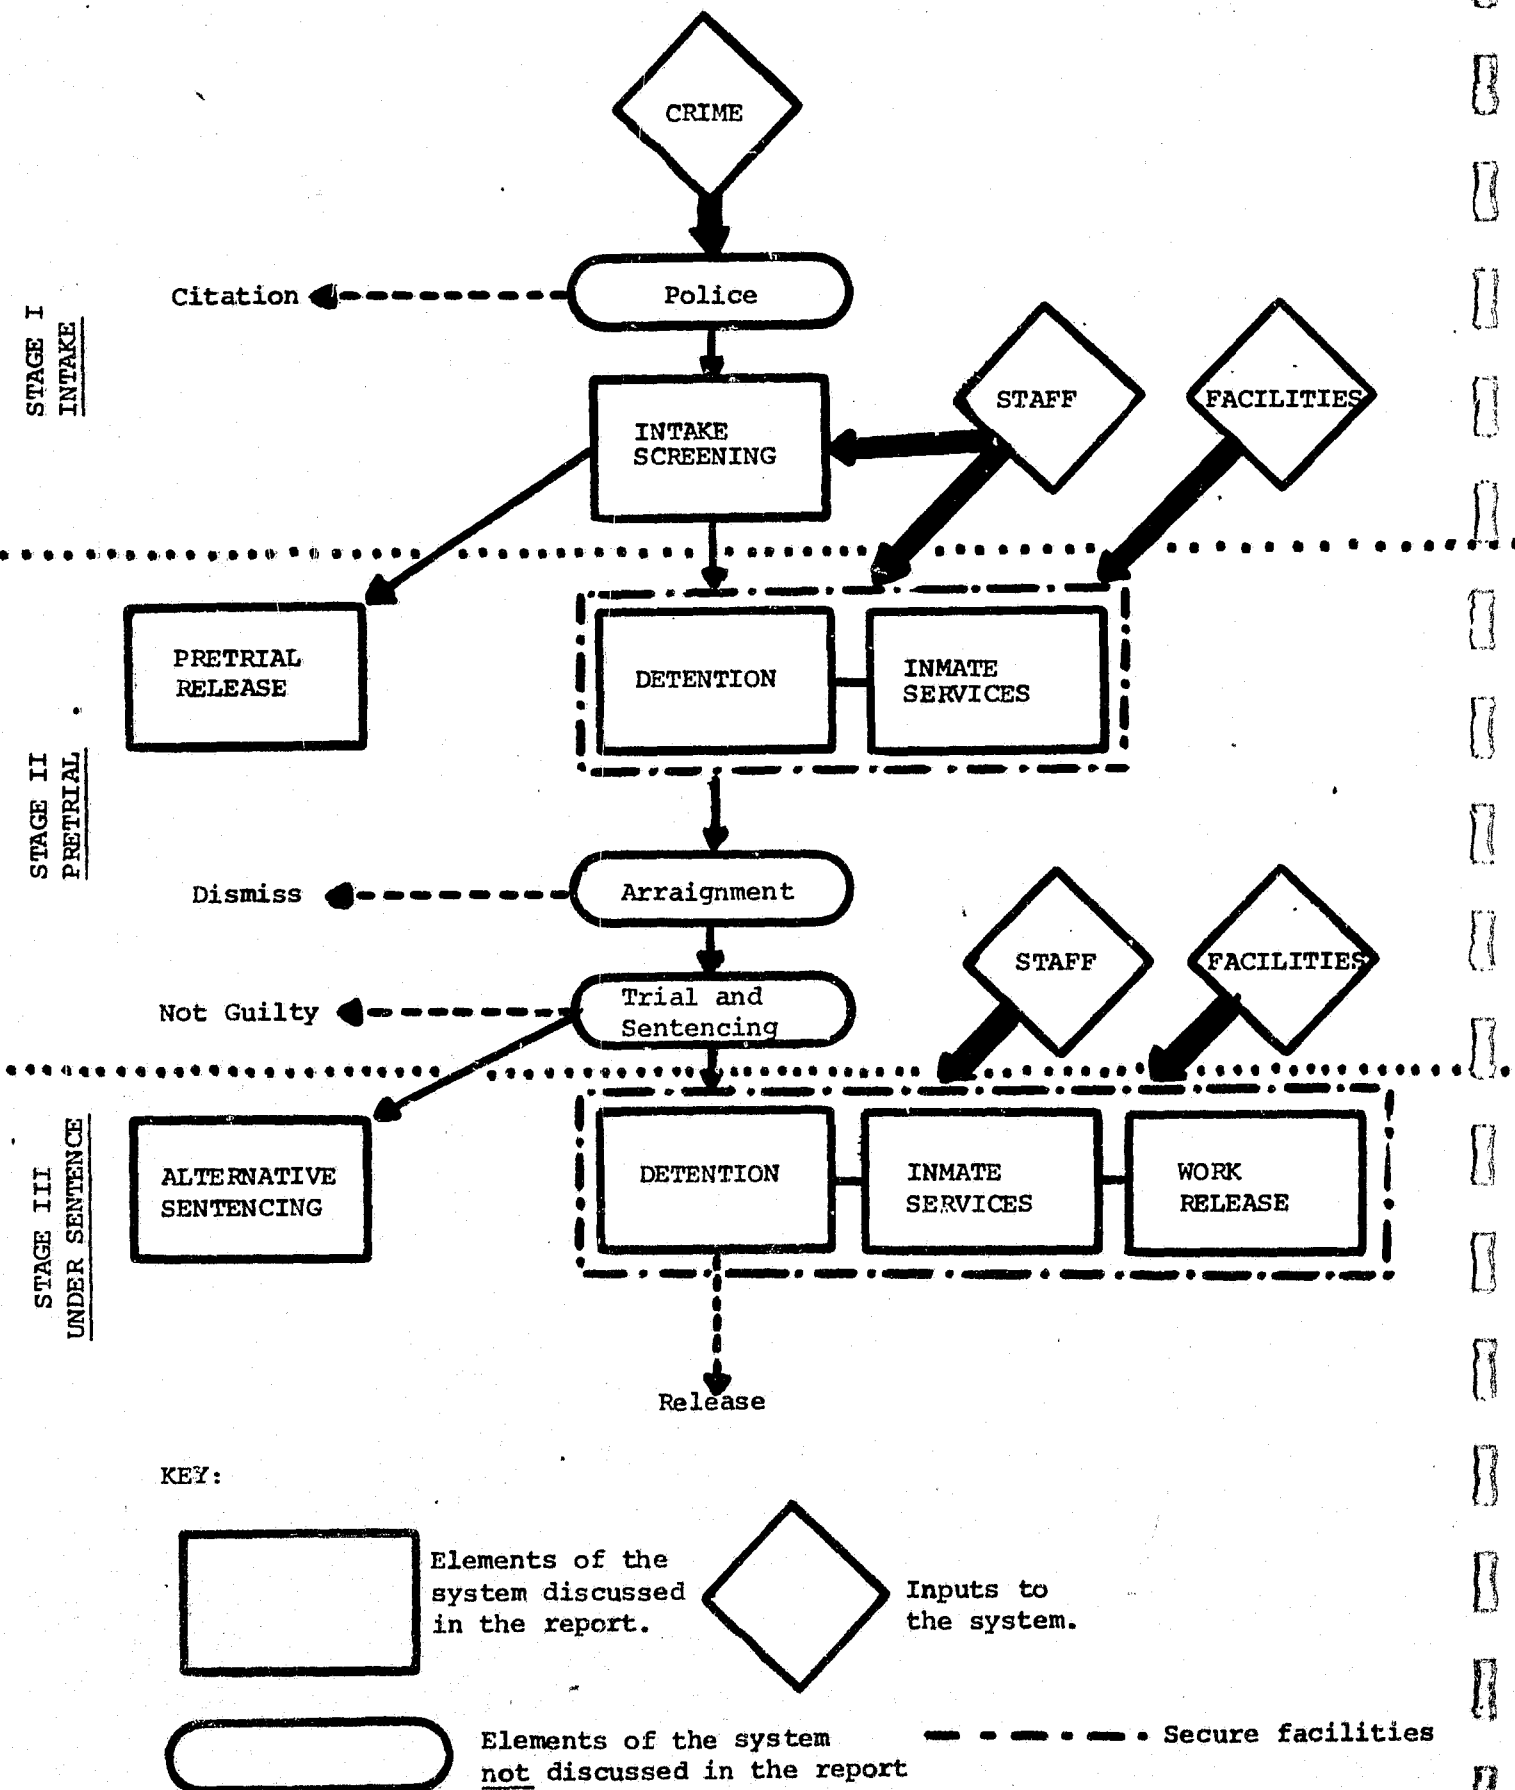 CRIME
Citation
Police
STAGE I
INTAKE
INTAKE
SCREENING
STAFF
FACILITIES
PRETRIAL
RELEASE
DETENTION
INMATE
SERVICES
STAGE II
PRETRIAL
Dismiss
Arraignment
STAFF
FACILITIES
Not Guilty
Trial and
Sentencing
STAGE III
UNDER SENTENCE
ALTERNATIVE
SENTENCING
DETENTION
INMATE
SERVICES
WORK
RELEASE
Release
KEY:
Elements of the
system discussed
in the report.
Inputs to
the system.
Elements of the system
not discussed in the report
Secure facilities